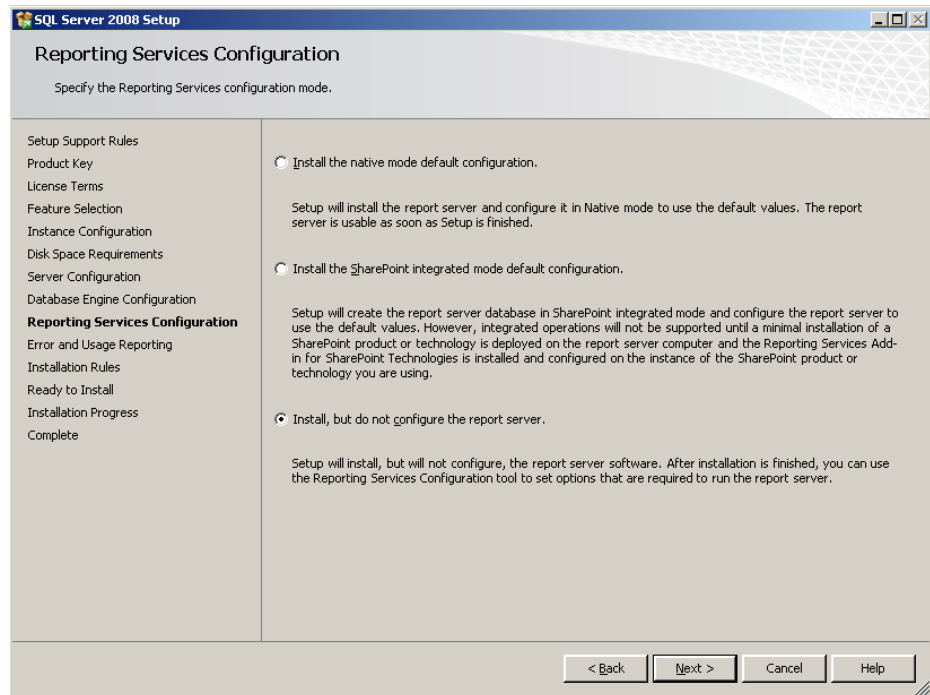 SQL Server 2008 Setup
Reporting Services Configuration
Specify the Reporting Services configuration mode.
Setup Support Rules
Product Key
License Terms
Feature Selection
Instance Configuration
Disk Space Requirements
Server Configuration
Database Engine Configuration
Reporting Services Configuration
Error and Usage Reporting
Installation Rules
Ready to Install
Installation Progress
Complete
Install the native mode default configuration.
Setup will install the report server and configure it in Native mode to use the default values. The report
server is usable as soon as Setup is finished.
Install the SharePoint integrated mode default configuration.
Setup will create the report server database in SharePoint integrated mode and configure the report server to
use the default values. However, integrated operations will not be supported until a minimal installation of a
SharePoint product or technology is deployed on the report server computer and the Reporting Services Add-
in for SharePoint Technologies is installed and configured on the instance of the SharePoint product or
technology you are using.
Install, but do not configure the report server.
Setup will install, but will not configure, the report server software. After installation is finished, you can use
the Reporting Services Configuration tool to set options that are required to run the report server.
< Back
Next >
Cancel
Help